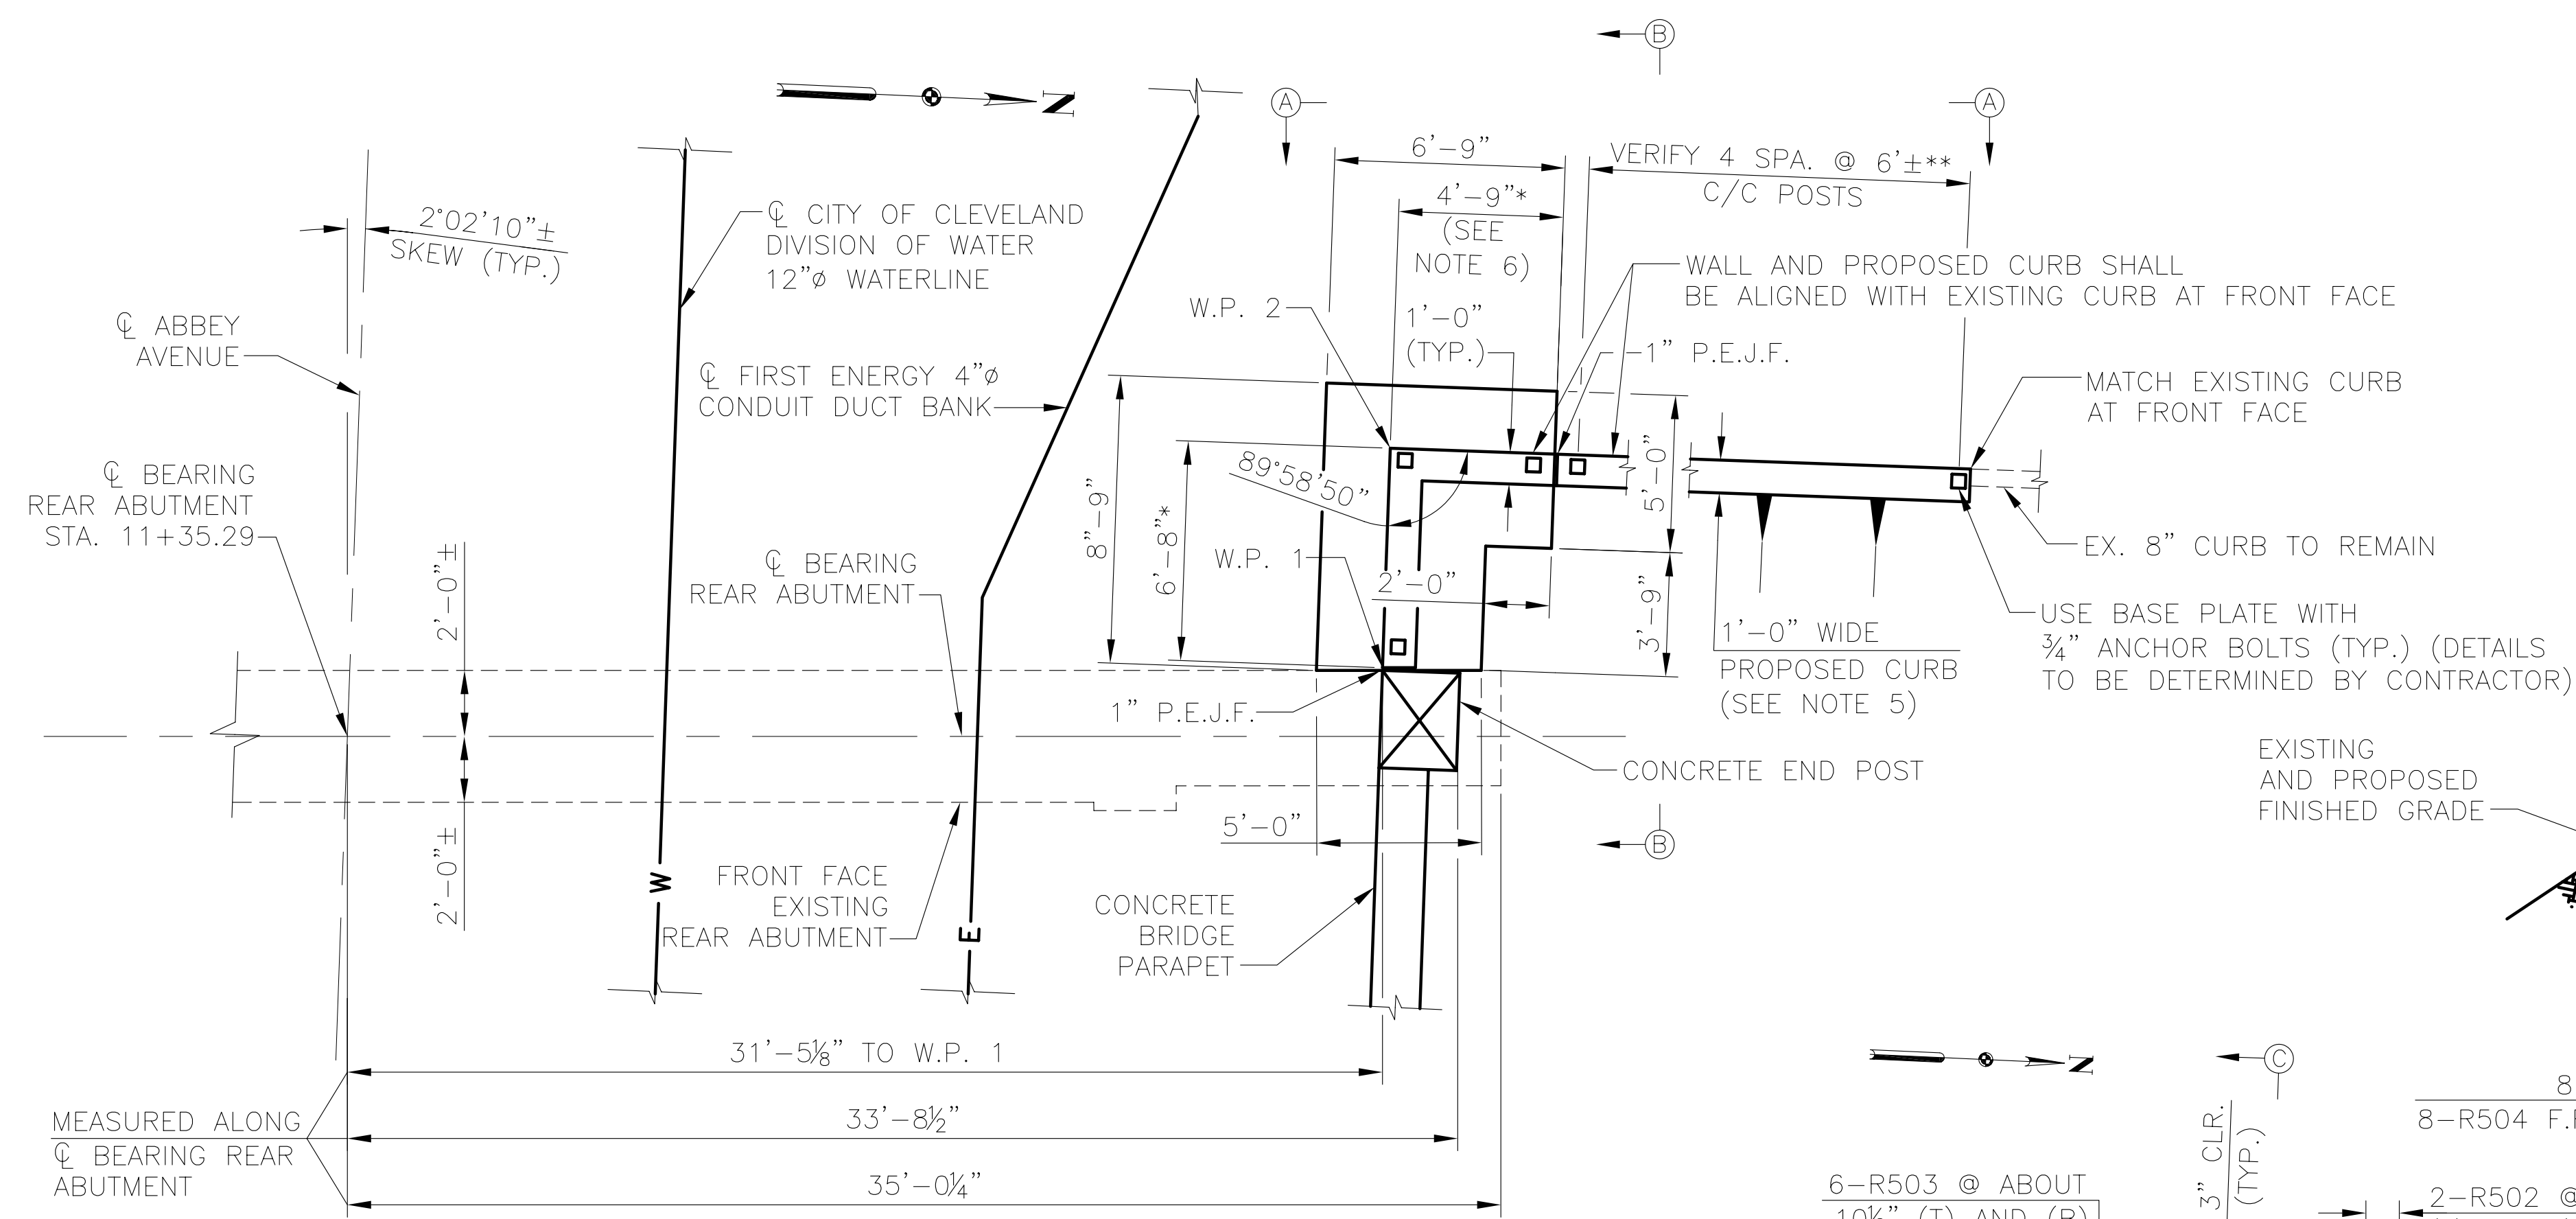 B
N
A
A
6'-9"
VERIFY 4 SPA. @ 6'±**
C/C POSTS
4'-9"*
(SEE
NOTE 6)
2°02'10"±
SKEW (TYP.)
℄ CITY OF CLEVELAND
DIVISION OF WATER
12"ø WATERLINE
WALL AND PROPOSED CURB SHALL
BE ALIGNED WITH EXISTING CURB AT FRONT FACE
W.P. 2
1'-0"
(TYP.)
1" P.E.J.F.
℄ ABBEY
AVENUE
℄ FIRST ENERGY 4"ø
CONDUIT DUCT BANK
MATCH EXISTING CURB
AT FRONT FACE
℄ BEARING
REAR ABUTMENT
STA. 11+35.29
89°58'50"
5'-0"
8"-9"
6'-8"*
EX. 8" CURB TO REMAIN
℄ BEARING
REAR ABUTMENT
W.P. 1
2'-0"
3'-9"
2'-0"±
1'-0" WIDE
PROPOSED CURB
(SEE NOTE 5)
USE BASE PLATE WITH
¾" ANCHOR BOLTS (TYP.) (DETAILS
TO BE DETERMINED BY CONTRACTOR)
1" P.E.J.F.
CONCRETE END POST
EXISTING
AND PROPOSED
FINISHED GRADE
5'-0"
B
2'-0"±
W
E
FRONT FACE
EXISTING
REAR ABUTMENT
CONCRETE
BRIDGE
PARAPET
31'-5⅛" TO W.P. 1
N
C
33'-8½"
MEASURED ALONG
℄ BEARING REAR
ABUTMENT
35'-0¼"
3" CLR.
(TYP.)
8
8-R504 F.
6-R503 @ ABOUT
10½" (T) AND (B)
2-R502 @